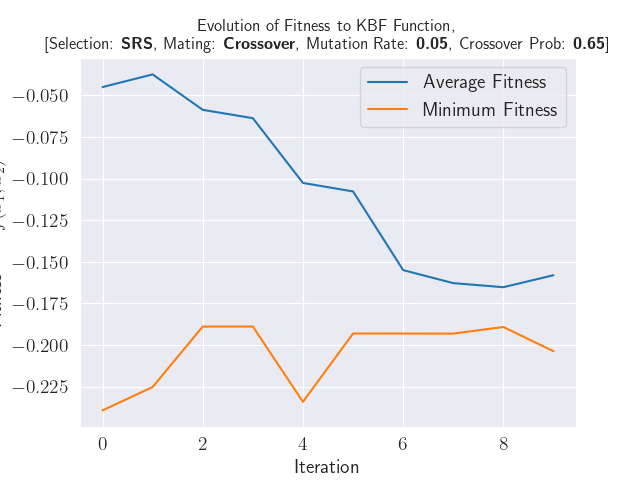 Evolution of Fitness to KBF Function,
[Selection: SRS, Mating: Crossover, Mutation Rate: 0.05, Crossover Prob: 0.65]
Average Fitness
Minimum Fitness
−0.050
−0.075
−0.100
−0.125
−0.150
−0.175
−0.200
−0.225
0 2 4 6 8
Iteration